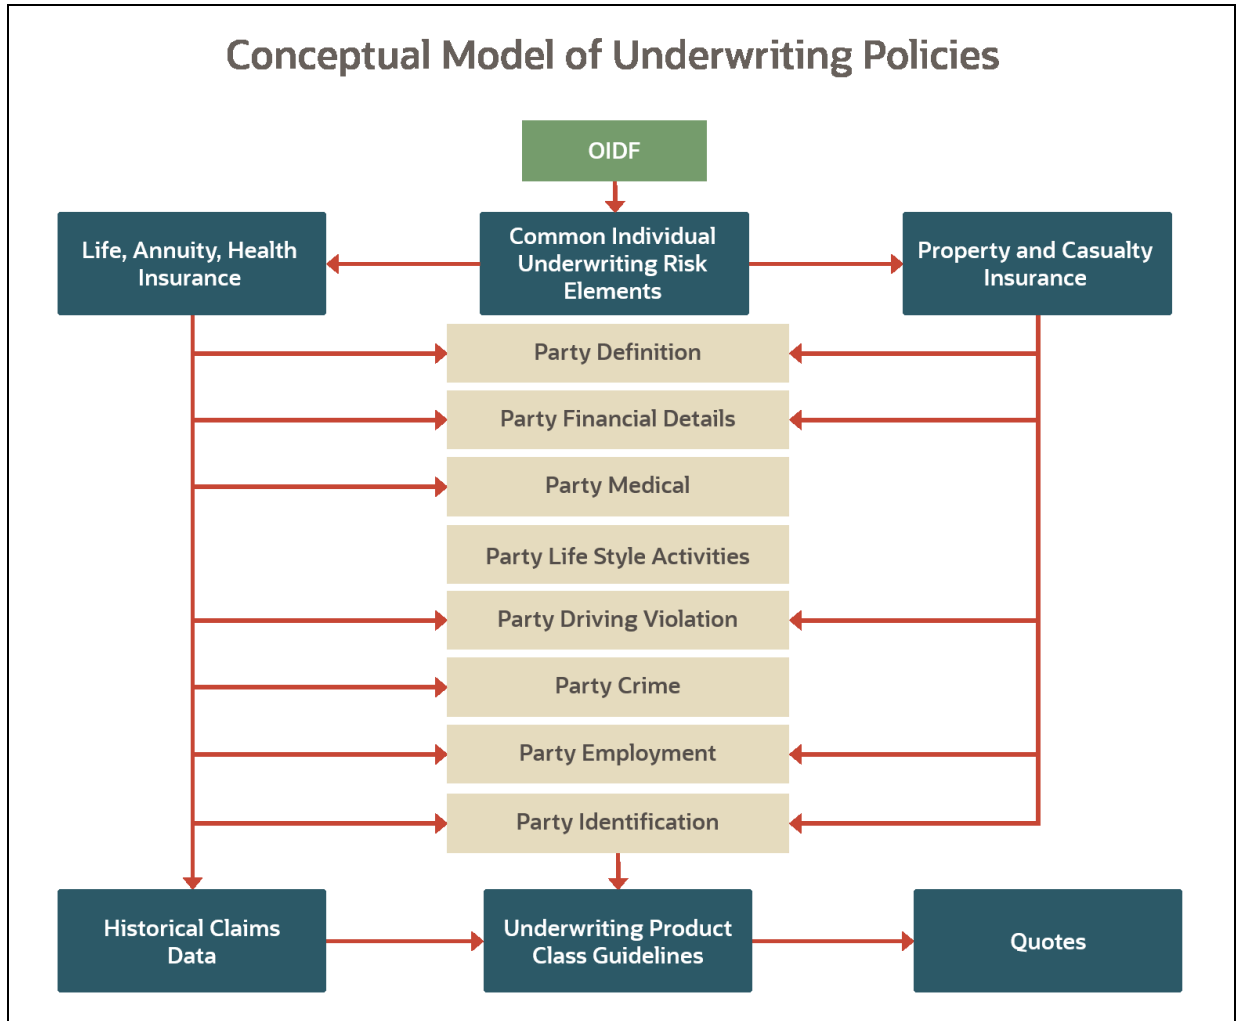 Conceptual Model of Underwriting Policies
OIDF
Life, Annuity, Health
Insurance
Common Individual
Underwriting Risk
Elements
Property and Casualty
Insurance
Party Definition
Party Financial Details
Party Medical
Party Life Style Activities
Party Driving Violation
Party Crime
Party Employment
Party Identification
Historical Claims
Data
Underwriting Product
Class Guidelines
Quotes